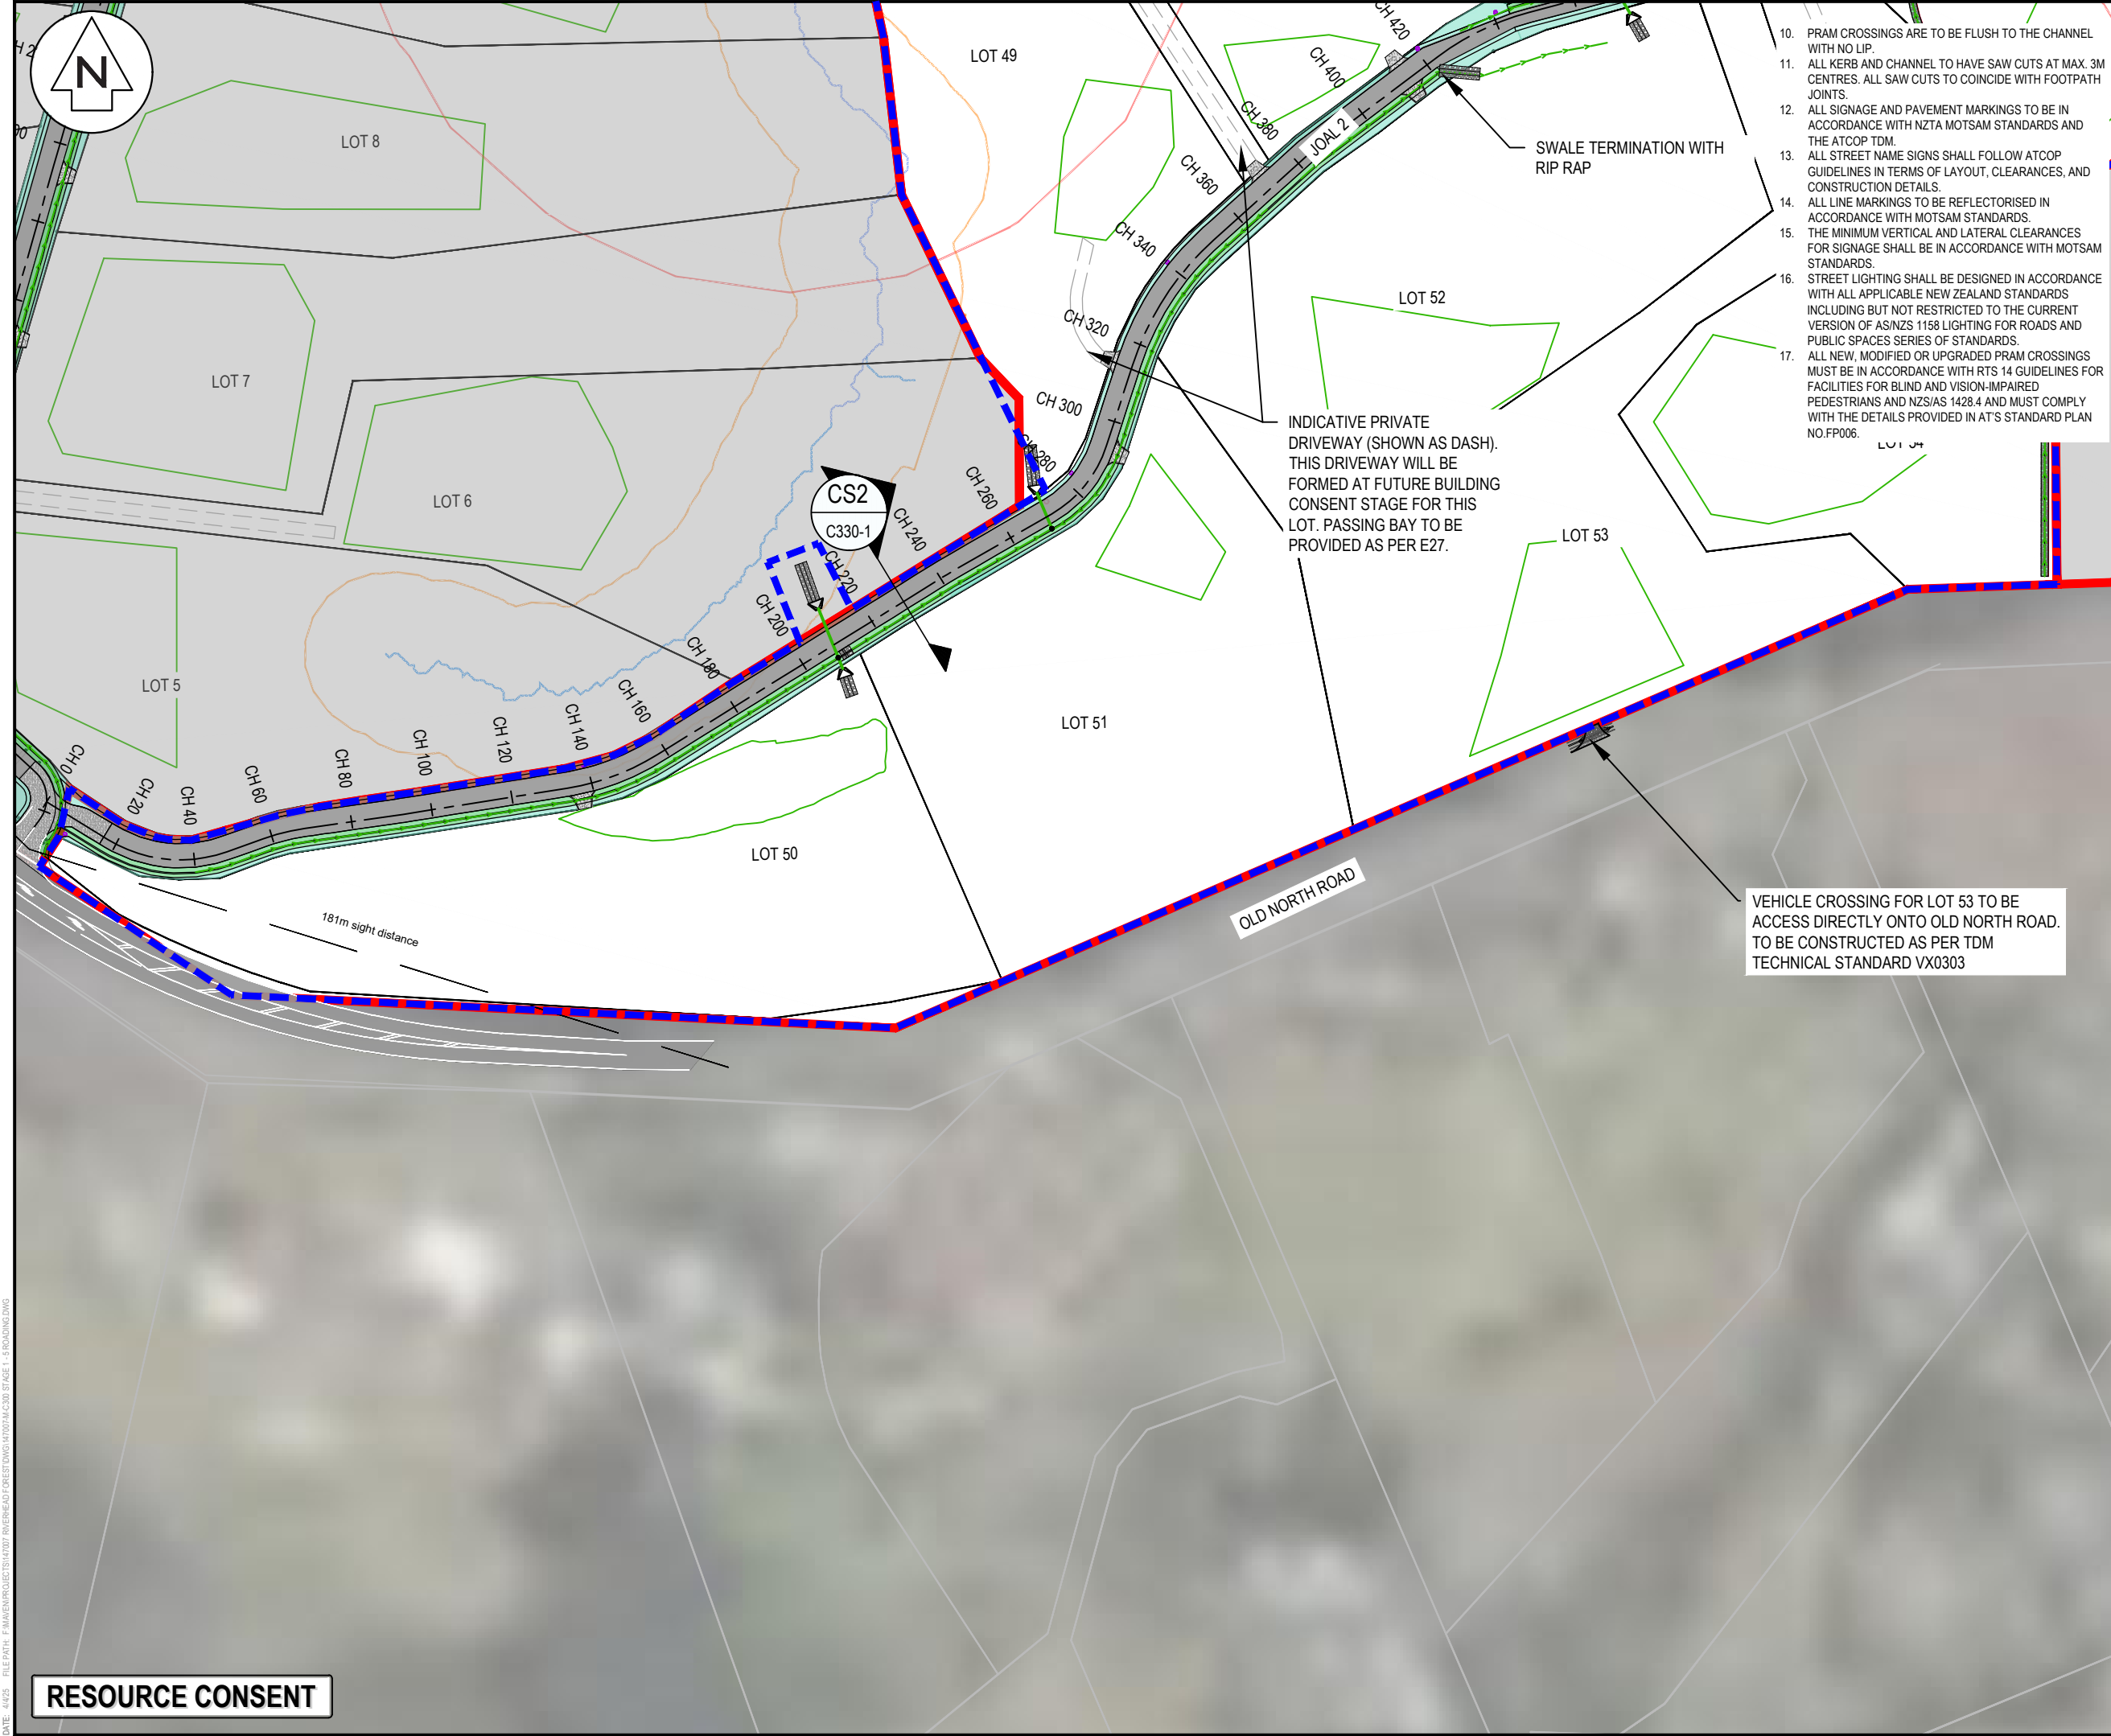 N
LOT 49
LOT 8
LOT 7
LOT 6
LOT 5
LOT 52
LOT 53
LOT 51
LOT 50
CH 0
CH 20
CH 40
CH 60
CH 80
CH 100
CH 120
CH 140
CH 160
CH 180
CH 200
CH 220
CH 240
CH 260
CH 280
CH 300
CH 320
CH 340
CH 360
CH 380
CH 400
CH 420
JOAL 2
CS2
C330-1
SWALE TERMINATION WITH
RIP RAP
INDICATIVE PRIVATE
DRIVEWAY (SHOWN AS DASH).
THIS DRIVEWAY WILL BE
FORMED AT FUTURE BUILDING
CONSENT STAGE FOR THIS
LOT. PASSING BAY TO BE
PROVIDED AS PER E27.
10. PRAM CROSSINGS ARE TO BE FLUSH TO THE CHANNEL
WITH NO LIP.
11. ALL KERB AND CHANNEL TO HAVE SAW CUTS AT MAX. 3M
CENTRES. ALL SAW CUTS TO COINCIDE WITH FOOTPATH
JOINTS.
12. ALL SIGNAGE AND PAVEMENT MARKINGS TO BE IN
ACCORDANCE WITH NZTA MOTSAM STANDARDS AND
THE ATCOP TDM.
13. ALL STREET NAME SIGNS SHALL FOLLOW ATCOP
GUIDELINES IN TERMS OF LAYOUT, CLEARANCES, AND
CONSTRUCTION DETAILS.
14. ALL LINE MARKINGS TO BE REFLECTORISED IN
ACCORDANCE WITH MOTSAM STANDARDS.
15. THE MINIMUM VERTICAL AND LATERAL CLEARANCES
FOR SIGNAGE SHALL BE IN ACCORDANCE WITH MOTSAM
STANDARDS.
16. STREET LIGHTING SHALL BE DESIGNED IN ACCORDANCE
WITH ALL APPLICABLE NEW ZEALAND STANDARDS
INCLUDING BUT NOT RESTRICTED TO THE CURRENT
VERSION OF AS/NZS 1158 LIGHTING FOR ROADS AND
PUBLIC SPACES SERIES OF STANDARDS.
17. ALL NEW, MODIFIED OR UPGRADED PRAM CROSSINGS
MUST BE IN ACCORDANCE WITH RTS 14 GUIDELINES FOR
FACILITIES FOR BLIND AND VISION-IMPAIRED
PEDESTRIANS AND NZS/AS 1428.4 AND MUST COMPLY
WITH THE DETAILS PROVIDED IN AT'S STANDARD PLAN
NO.FP006.
LOT 54
181m sight distance
OLD NORTH ROAD
VEHICLE CROSSING FOR LOT 53 TO BE
ACCESS DIRECTLY ONTO OLD NORTH ROAD.
TO BE CONSTRUCTED AS PER TDM
TECHNICAL STANDARD VX0303
RESOURCE CONSENT
DATE: 4/4/25 FILE PATH: